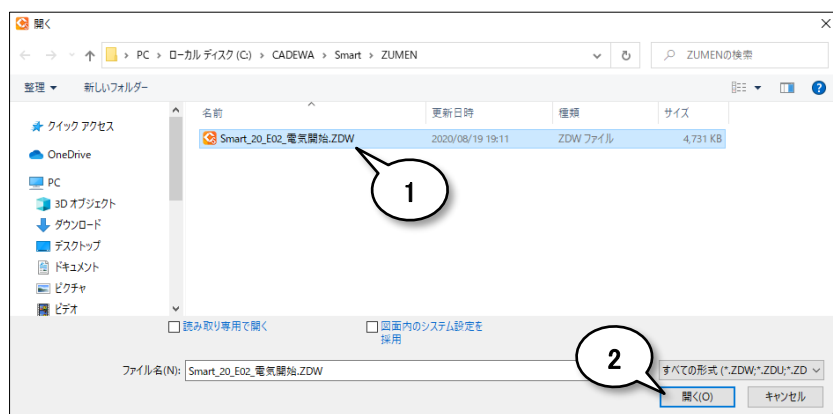 開く
PC > ローカル ディスク (C:) > CADEWA > Smart > ZUMEN
ZUMENの検索
整理 新しいフォルダー
名前 更新日時 種類 サイズ
Smart_20_E02_電気開始.ZDW 2020/08/19 19:11 ZDW ファイル 4,731 KB
クイック アクセス
OneDrive
PC
3D オブジェクト
ダウンロード
デスクトップ
ドキュメント
ピクチャ
ビデオ
1
読み取り専用で開く
図面内のシステム設定を
採用
2
ファイル名(N): Smart_20_E02_電気開始.ZDW
すべての形式 (*.ZDW;*.ZDU;*.ZD
開く(O) キャンセル